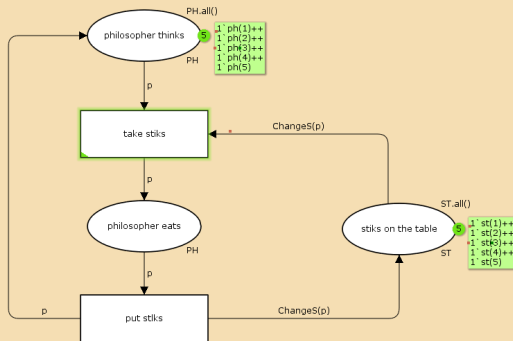 PH.all()
philosopher thinks
5
1`ph(1)++
1`ph(2)++
1`ph(3)++
1`ph(4)++
1`ph(5)
PH
p
take stiks
ChangeS(p)
p
philosopher eats
PH
ST.all()
stiks on the table
5
1`st(1)++
1`st(2)++
1`st(3)++
1`st(4)++
1`st(5)
ST
p
p
put stiks
ChangeS(p)